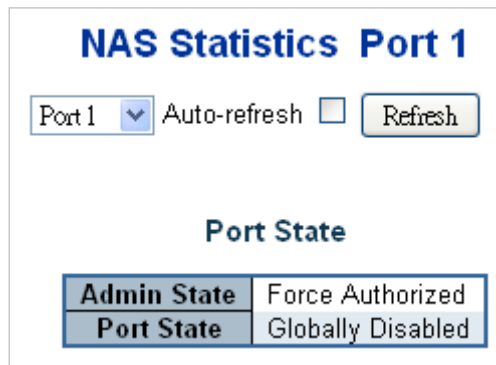 NAS Statistics Port 1
Port 1 Auto-refresh Refresh
Port State
Admin State Force Authorized
Port State Globally Disabled